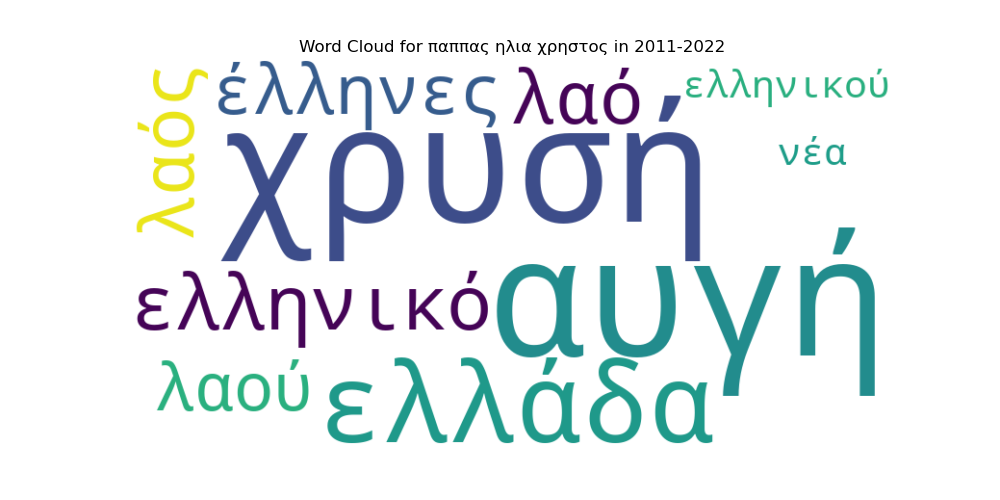 Word Cloud for παππας ηλια χρηστος in 2011-2022
λαός
έλληνες
λαό
ελληνικού
χρυσή
νέα
αυγή
ελληνικό
λαού
ελλάδα